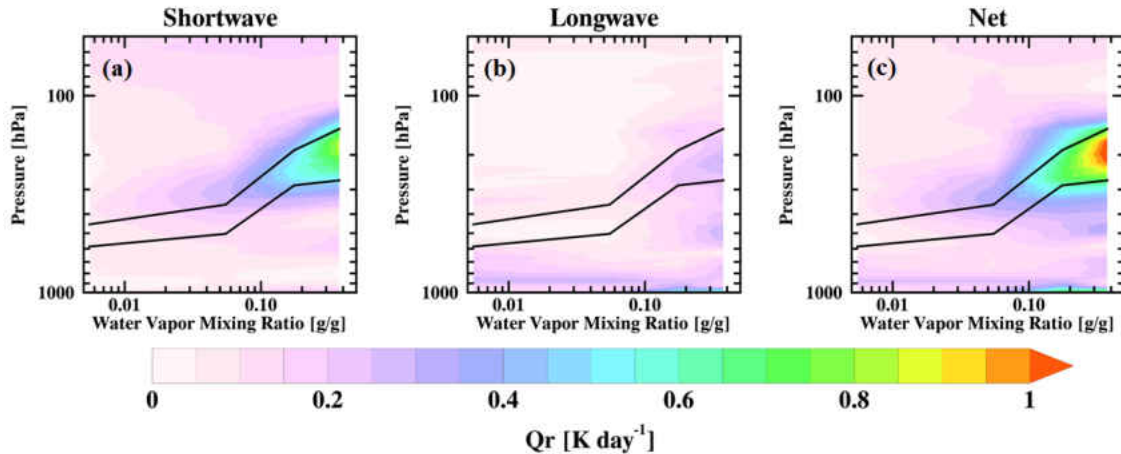 Shortwave Longwave Net
(a) (b) (c)
Pressure [hPa] Pressure [hPa] Pressure [hPa]
100 100 100
1000 1000 1000
0.01 0.10 0.01 0.10 0.01 0.10
Water Vapor Mixing Ratio [g/g] Water Vapor Mixing Ratio [g/g] Water Vapor Mixing Ratio [g/g]
0 0.2 0.4 0.6 0.8 1
Qr [K day⁻¹]